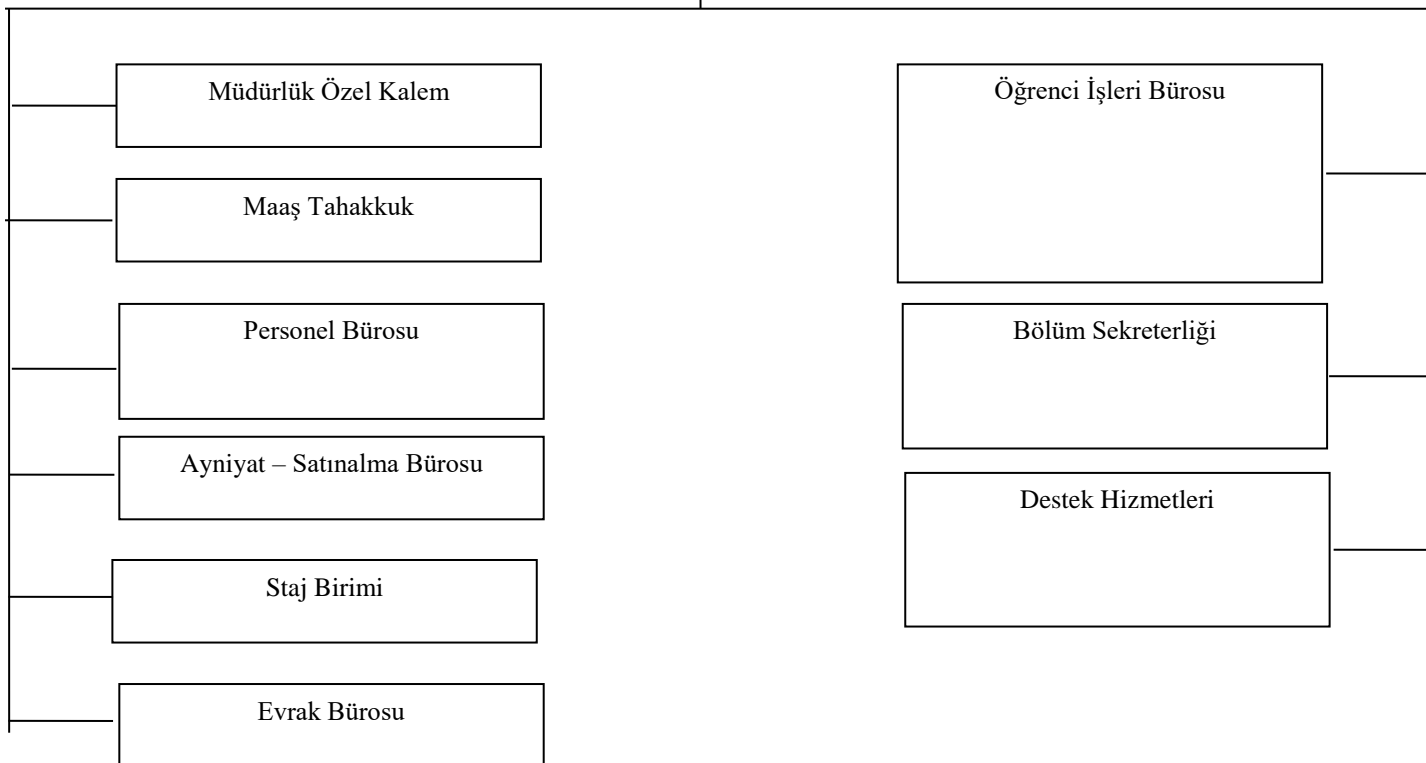 Müdürlük Özel Kalem
Maaş Tahakkuk
Personel Bürosu
Ayniyat – Satınalma Bürosu
Staj Birimi
Evrak Bürosu
Öğrenci İşleri Bürosu
Bölüm Sekreterliği
Destek Hizmetleri